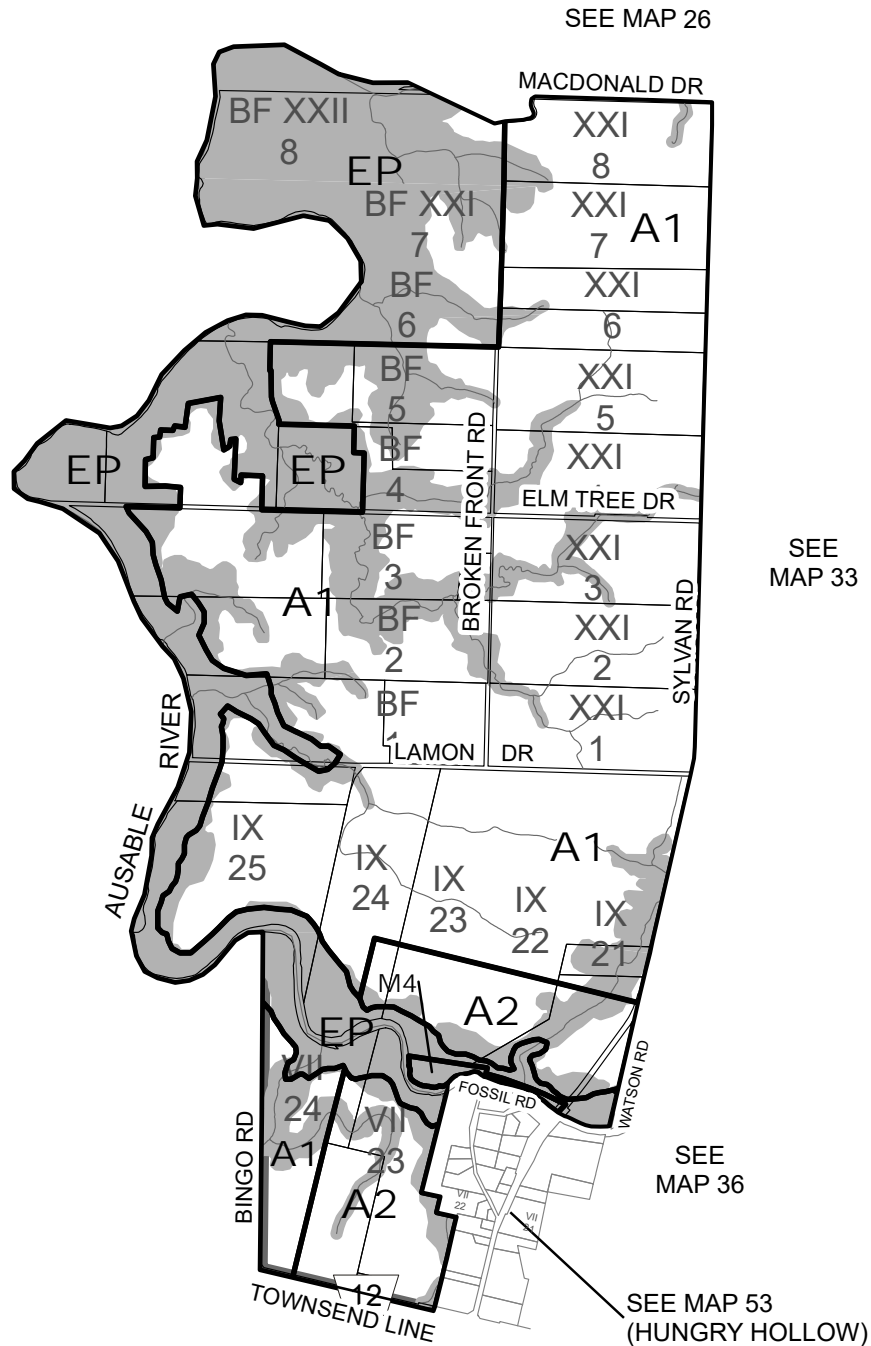 SEE MAP 26
MACDONALD DR
BF XXII
8
EP
XXI
8
BF XXI
7
XXI
7
A1
BF
6
XXI
6
BF
5
XXI
5
EP
EP
BF
4
XXI
BROKEN FRONT RD
ELM TREE DR
BF
3
XXI
3
SEE
MAP 33
A1
BF
2
XXI
2
SYLVAN RD
BF
1
XXI
1
LAMON DR
AUSABLE RIVER
IX
25
IX
24
A1
IX
23
IX
22
IX
21
M4
A2
EP
VII
24
FOSSIL RD
WATSON RD
VII
23
A1
A2
BINGO RD
SEE
MAP 36
VII
22
VII
21
12
TOWNSEND LINE
SEE MAP 53
(HUNGRY HOLLOW)